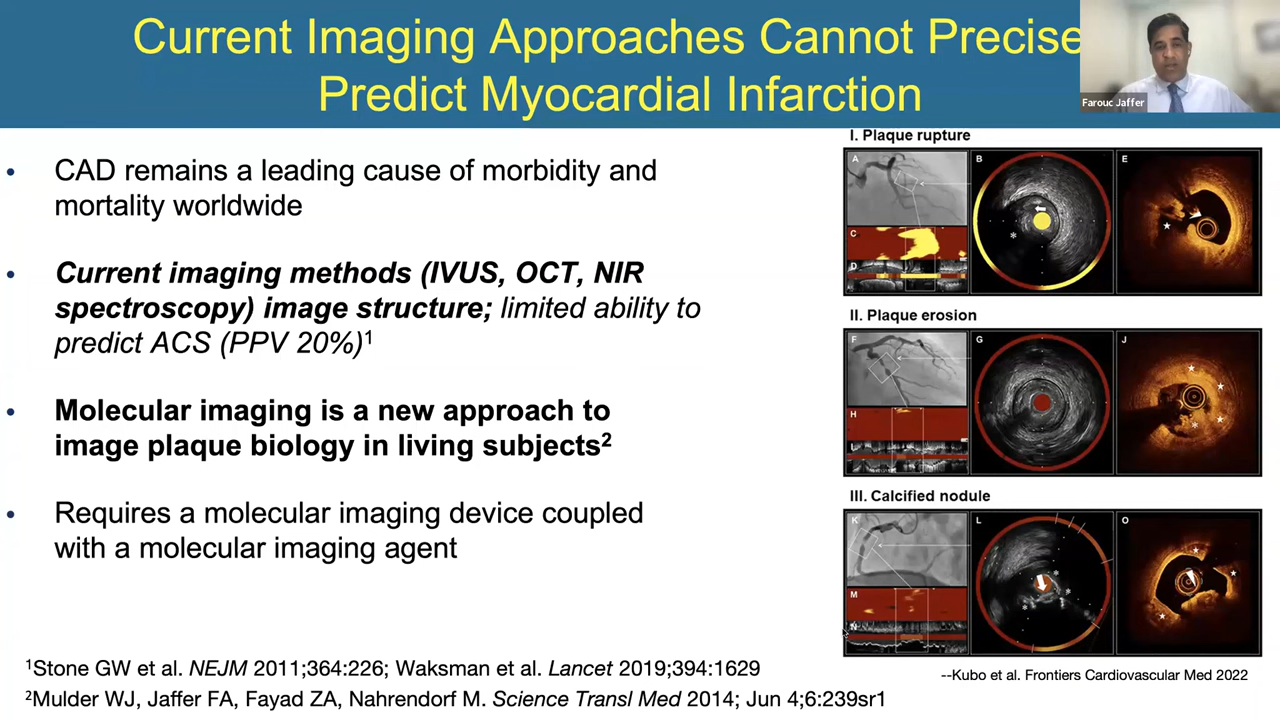 Current Imaging Approaches Cannot Precise
Predict Myocardial Infarction
Farouc Jaffer
• CAD remains a leading cause of morbidity and
mortality worldwide
• Current imaging methods (IVUS, OCT, NIR
spectroscopy) image structure; limited ability to
predict ACS (PPV 20%)¹
• Molecular imaging is a new approach to
image plaque biology in living subjects²
• Requires a molecular imaging device coupled
with a molecular imaging agent
I. Plaque rupture
A
B
E
C
D
II. Plaque erosion
F
G
J
H
I
III. Calcified nodule
K
L
O
M
N
¹Stone GW et al. NEJM 2011;364:226; Waksman et al. Lancet 2019;394:1629
²Mulder WJ, Jaffer FA, Fayad ZA, Nahrendorf M. Science Transl Med 2014; Jun 4;6:239sr1
--Kubo et al. Frontiers Cardiovascular Med 2022